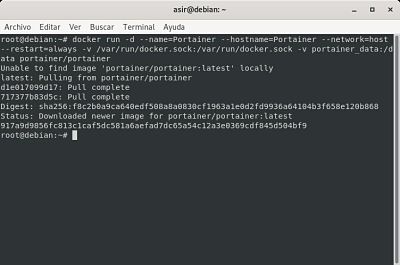 asir@debian: ~
Archivo Editar Ver Buscar Terminal Ayuda
root@debian:~# docker run -d --name=Portainer --hostname=Portainer --network=host
--restart=always -v /var/run/docker.sock:/var/run/docker.sock -v portainer_data:/d
ata portainer/portainer
Unable to find image 'portainer/portainer:latest' locally
latest: Pulling from portainer/portainer
d1e017099d17: Pull complete
717377b83d5c: Pull complete
Digest: sha256:f8c2b0a9ca640edf508a8a0830cf1963a1e0d2fd9936a64104b3f658e120b868
Status: Downloaded newer image for portainer/portainer:latest
917a9d9856fc813c1caf5dc581a6aefad7dc65a54c12a3e0369cdf845d504bf9
root@debian:~#